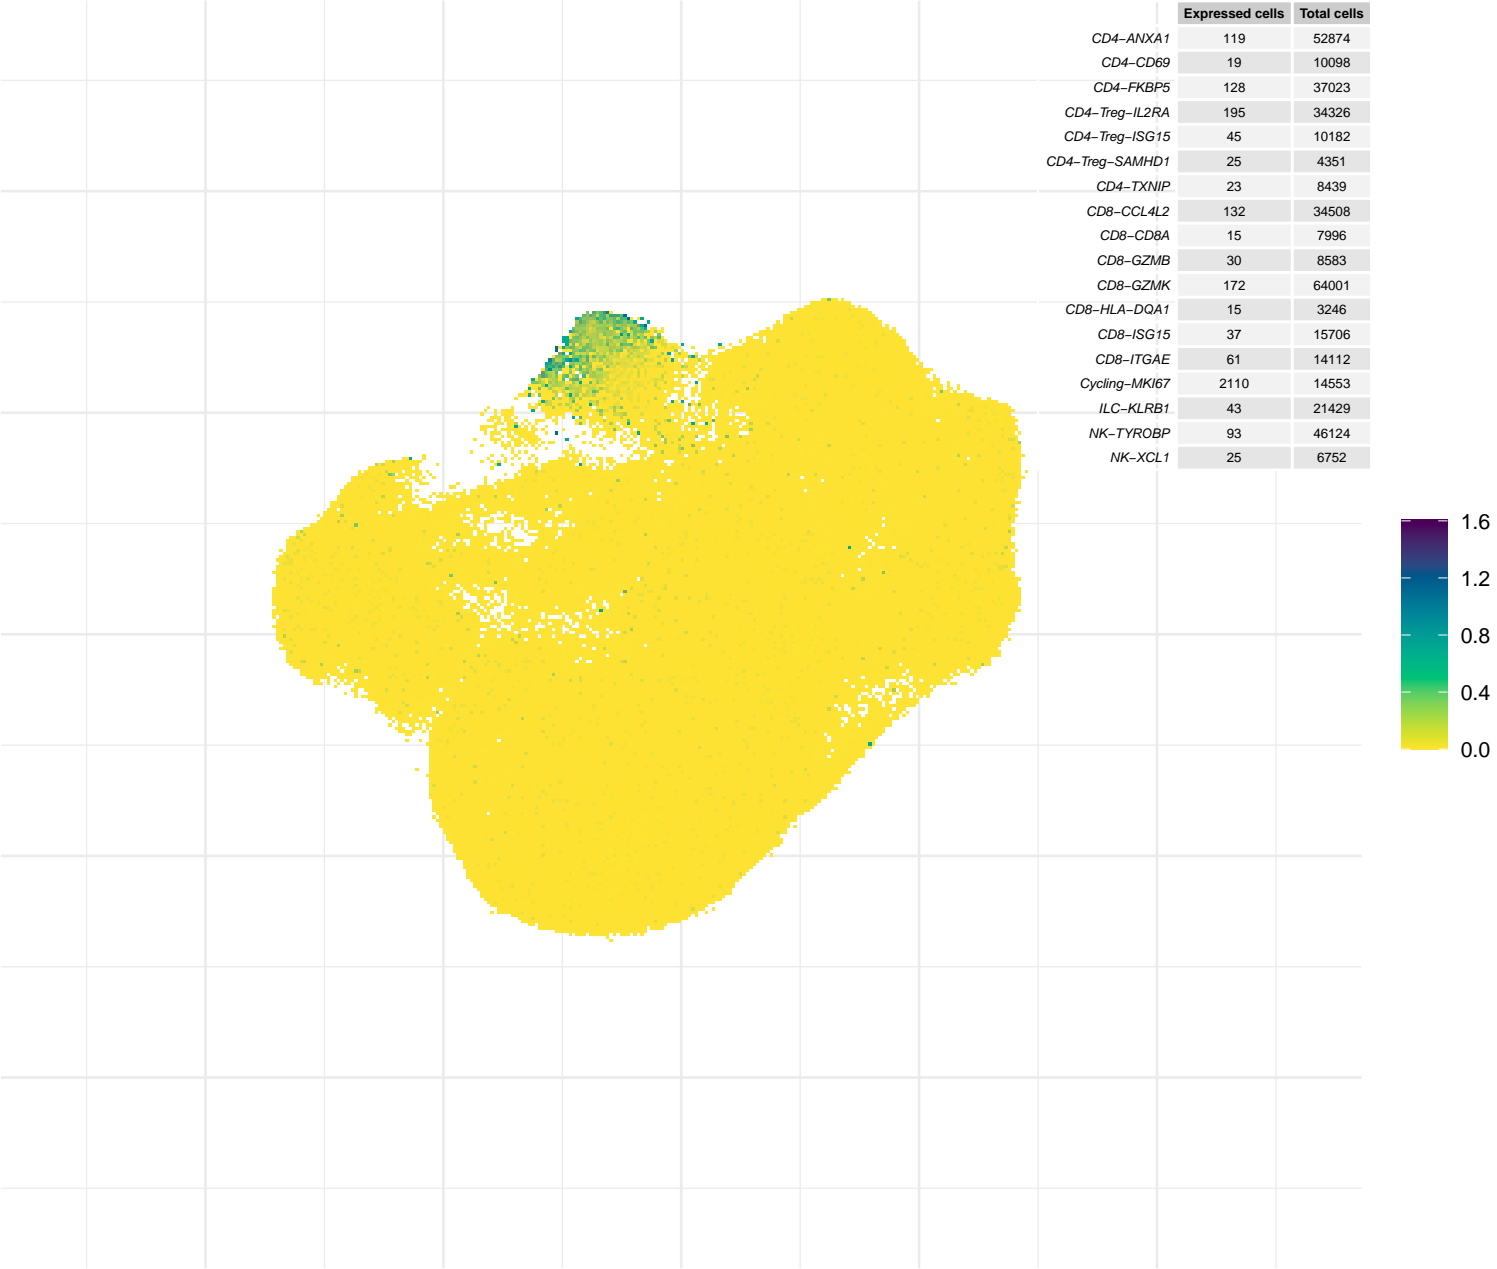 Expressed cells Total cells
CD4−ANXA1 119 52874
CD4−CD69 19 10098
CD4−FKBP5 128 37023
CD4−Treg−IL2RA 195 34326
CD4−Treg−ISG15 45 10182
CD4−Treg−SAMHD1 25 4351
CD4−TXNIP 23 8439
CD8−CCL4L2 132 34508
CD8−CD8A 15 7996
CD8−GZMB 30 8583
CD8−GZMK 172 64001
CD8−HLA−DQA1 15 3246
CD8−ISG15 37 15706
CD8−ITGAE 61 14112
Cycling−MKI67 2110 14553
ILC−KLRB1 43 21429
NK−TYROBP 93 46124
NK−XCL1 25 6752
1.6
1.2
0.8
0.4
0.0